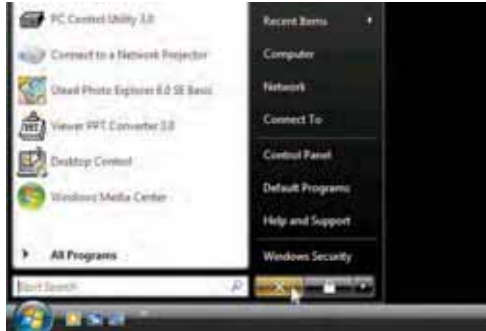 PC Control Utility 3.0
Connect to a Network Projector
Ulead Photo Explorer 8.0 SE Basic
Viewer PPT Converter 3.0
Desktop Control
Windows Media Center
All Programs
Start Search
Recent Items
Computer
Network
Connect To
Control Panel
Default Programs
Help and Support
Windows Security